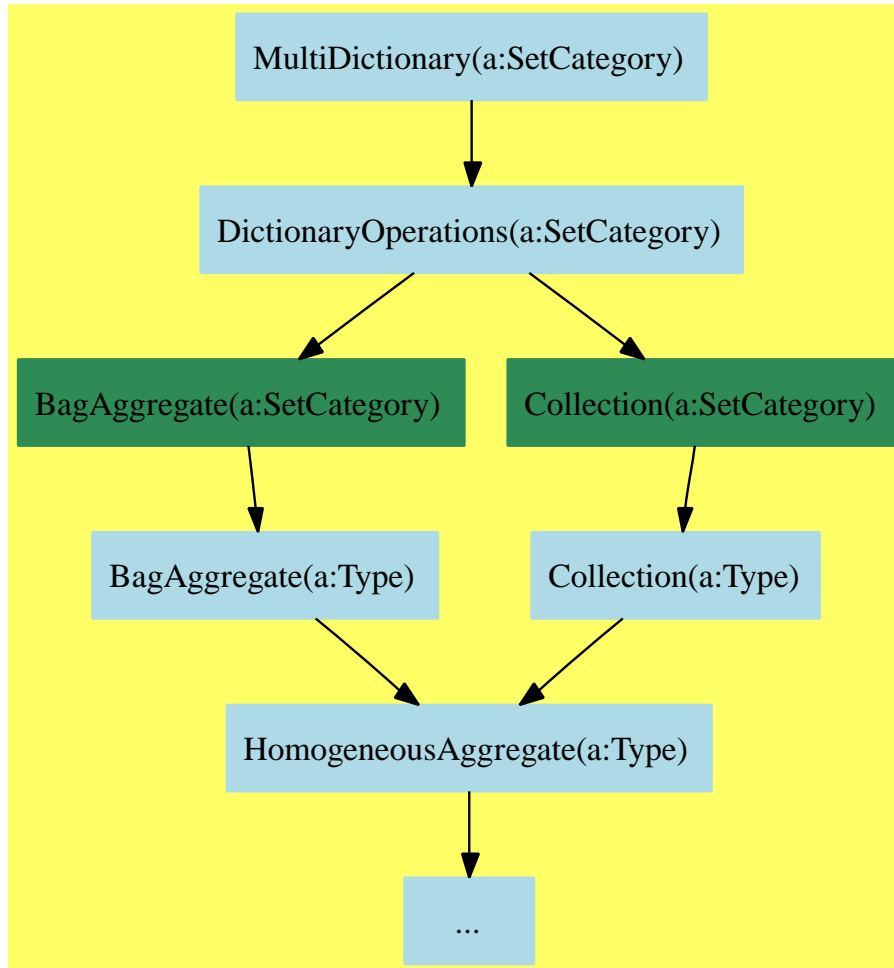 MultiDictionary(a:SetCategory)
DictionaryOperations(a:SetCategory)
BagAggregate(a:SetCategory)
Collection(a:SetCategory)
BagAggregate(a:Type)
Collection(a:Type)
HomogeneousAggregate(a:Type)
...